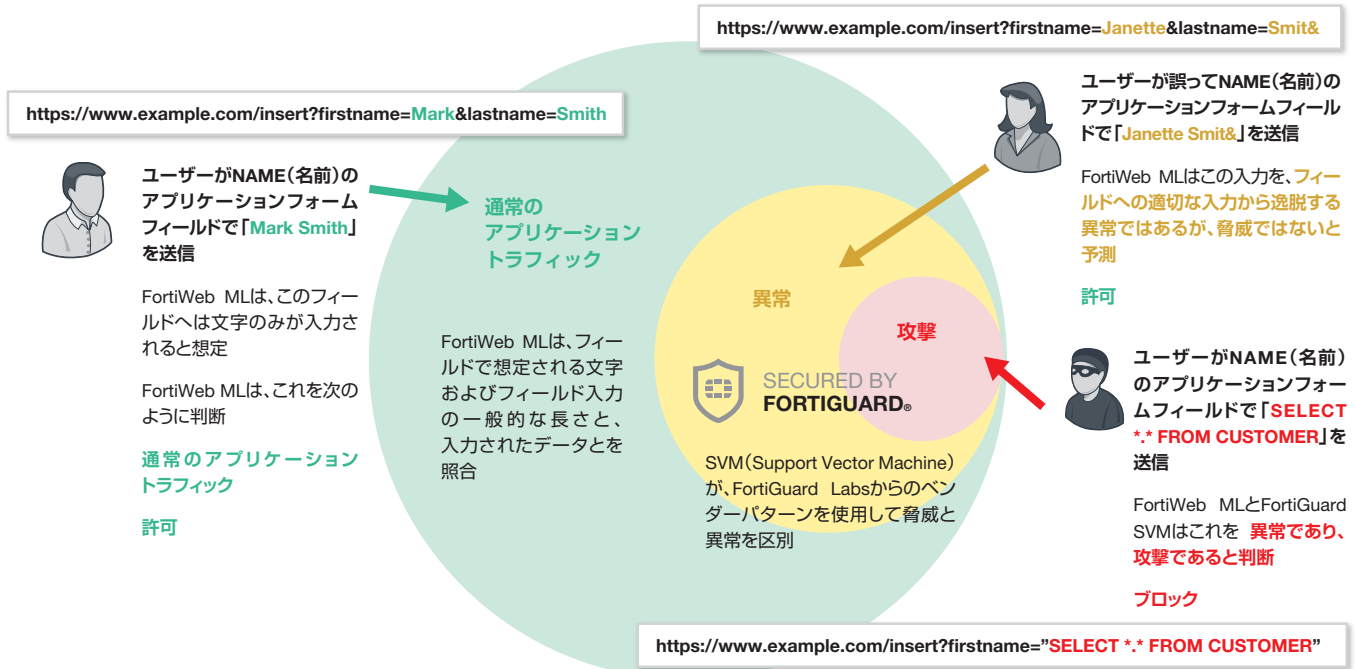 https://www.example.com/insert?firstname=Janette&lastname=Smit&
https://www.example.com/insert?firstname=Mark&lastname=Smith
ユーザーがNAME(名前)の
アプリケーションフォーム
フィールドで「Mark Smith」
を送信
FortiWeb MLは、このフィー
ルドへは文字のみが入力さ
れると想定
FortiWeb MLは、これを次の
ように判断
通常のアプリケーション
トラフィック
許可
通常の
アプリケーション
トラフィック
FortiWeb MLは、フィー
ルドで想定される文字
およびフィールド入力
の一般的な長さと、
入力されたデータとを
照合
異常
攻撃
SECURED BY
FORTIGUARD®
SVM(Support Vector Machine)
が、FortiGuard Labsからのベン
ダーパターンを使用して脅威と
異常を区別
ユーザーが誤ってNAME(名前)の
アプリケーションフォームフィール
ドで「Janette Smit&」を送信
FortiWeb MLはこの入力を、フィー
ルドへの適切な入力から逸脱する
異常ではあるが、脅威ではないと
予測
許可
ユーザーがNAME(名前)
のアプリケーションフォー
ムフィールドで「SELECT
*.* FROM CUSTOMER」を
送信
FortiWeb MLとFortiGuard
SVMはこれを 異常であり、
攻撃であると判断
ブロック
https://www.example.com/insert?firstname=”SELECT *.* FROM CUSTOMER”